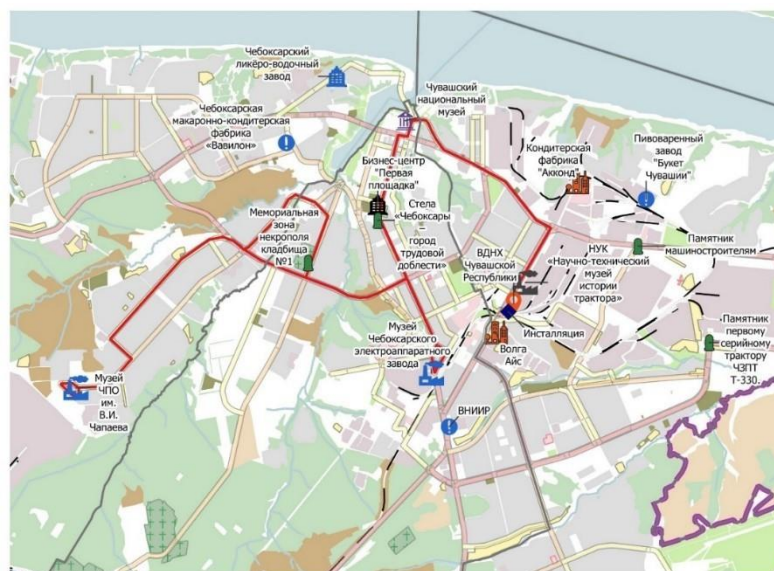 Чебоксарский
ликёро-водочный
завод
Чувашский
национальный
музей
Чебоксарская
макаронно-кондитерская
фабрика
«Вавилон»
Кондитерская
фабрика
"Акконд"
Пивоваренный
завод
"Букет
Чувашии"
Бизнес-центр
"Первая
площадка"
Стела
«Чебоксары
–
город
трудовой
доблести»
Мемориальная
зона
некрополя
кладбища
№1
ВДНХ
Чувашской
Республики
НУК
«Научно-технический
музей
истории
трактора»
Памятник
машиностроителям
Инсталляция
Музей
Чебоксарского
электроаппаратного
завода
Волга
Айс
Памятник
первому
серийному
трактору
ЧЗПТ
Т-330.
Музей
ЧПО
им.
В.И.
Чапаева
ВНИИР